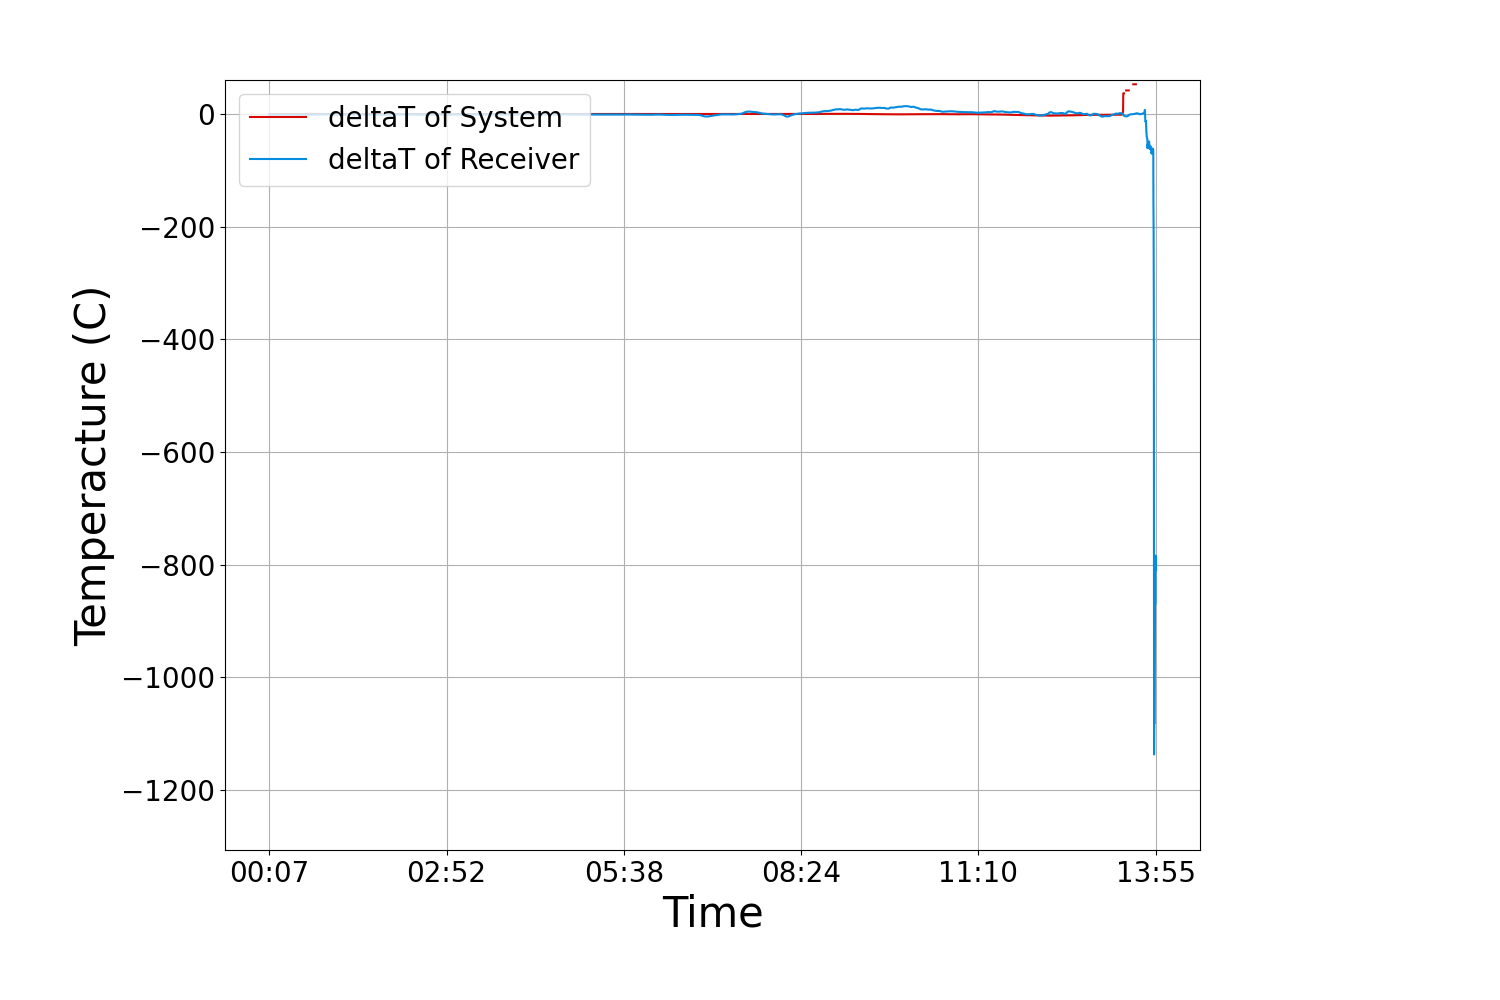 deltaT of System
deltaT of Receiver
0
−200
−400
−600
−800
−1000
−1200
Temperacture (C)
00:07 02:52 05:38 08:24 11:10 13:55
Time